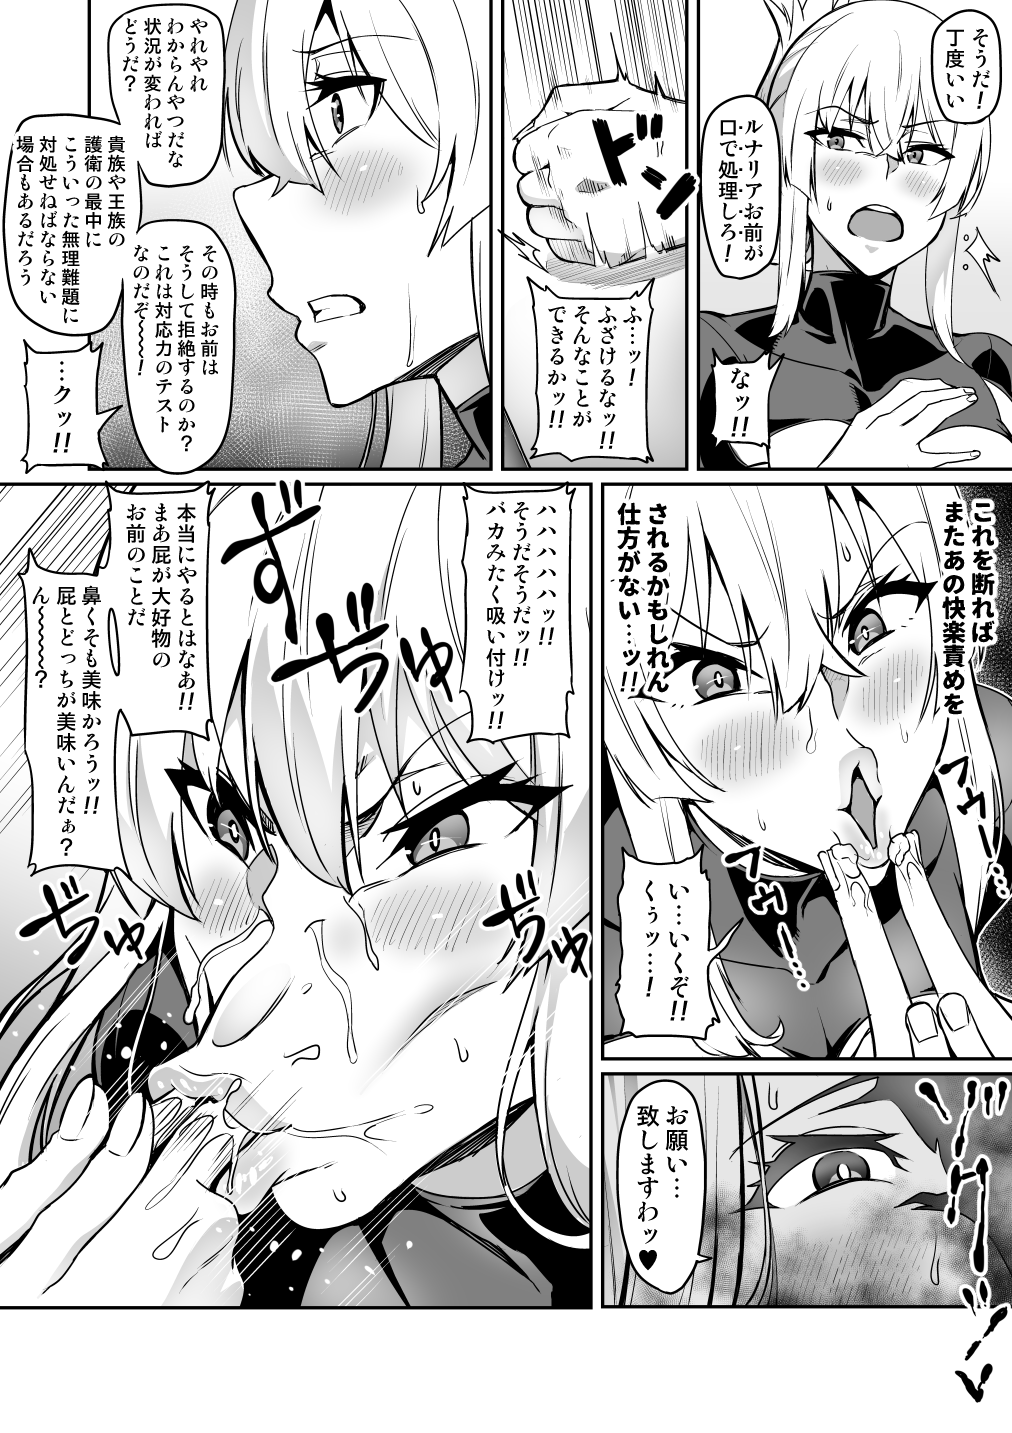 そうだ！
丁度いい
ルナリアお前が
口で処理しろ！
なッ!!
ドンッ
ふ…ッ！
ふざけるなッ!!
そんなことが
できるかッ!!
やれやれ
わからんやつだな
状況が変われば
どうだ？
貴族や王族の
護衛の最中に
こういった無理難題に
対処せねばならない
場合もあるだろう
その時もお前は
そうして拒絶するのか？
これは対応力のテスト
なのだぞ～～～！
…クッ!!
これを断れば
またあの快楽責めを
されるかもしれん
仕方がない…ッ!!
フゥー…
フゥー…
い…いくぞ!!
くぅッ……！
お願い…
致しますわッ♥
ハハハハハッ!!
そうだそうだッ!!
バカみたく吸い付けッ!!
ずぢゅ
本当にやるとはなあ!!
まあ屁が大好物の
お前のことだ
鼻くそも美味かろうッ!!
屁とどっちが美味いんだぁ？
ん～～～～？
ぢゅ
ぢゅ